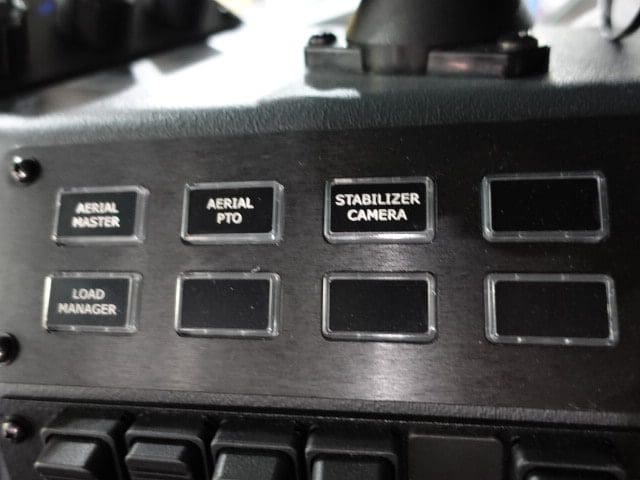 AERIAL
MASTER
AERIAL
PTO
STABILIZER
CAMERA
LOAD
MANAGER